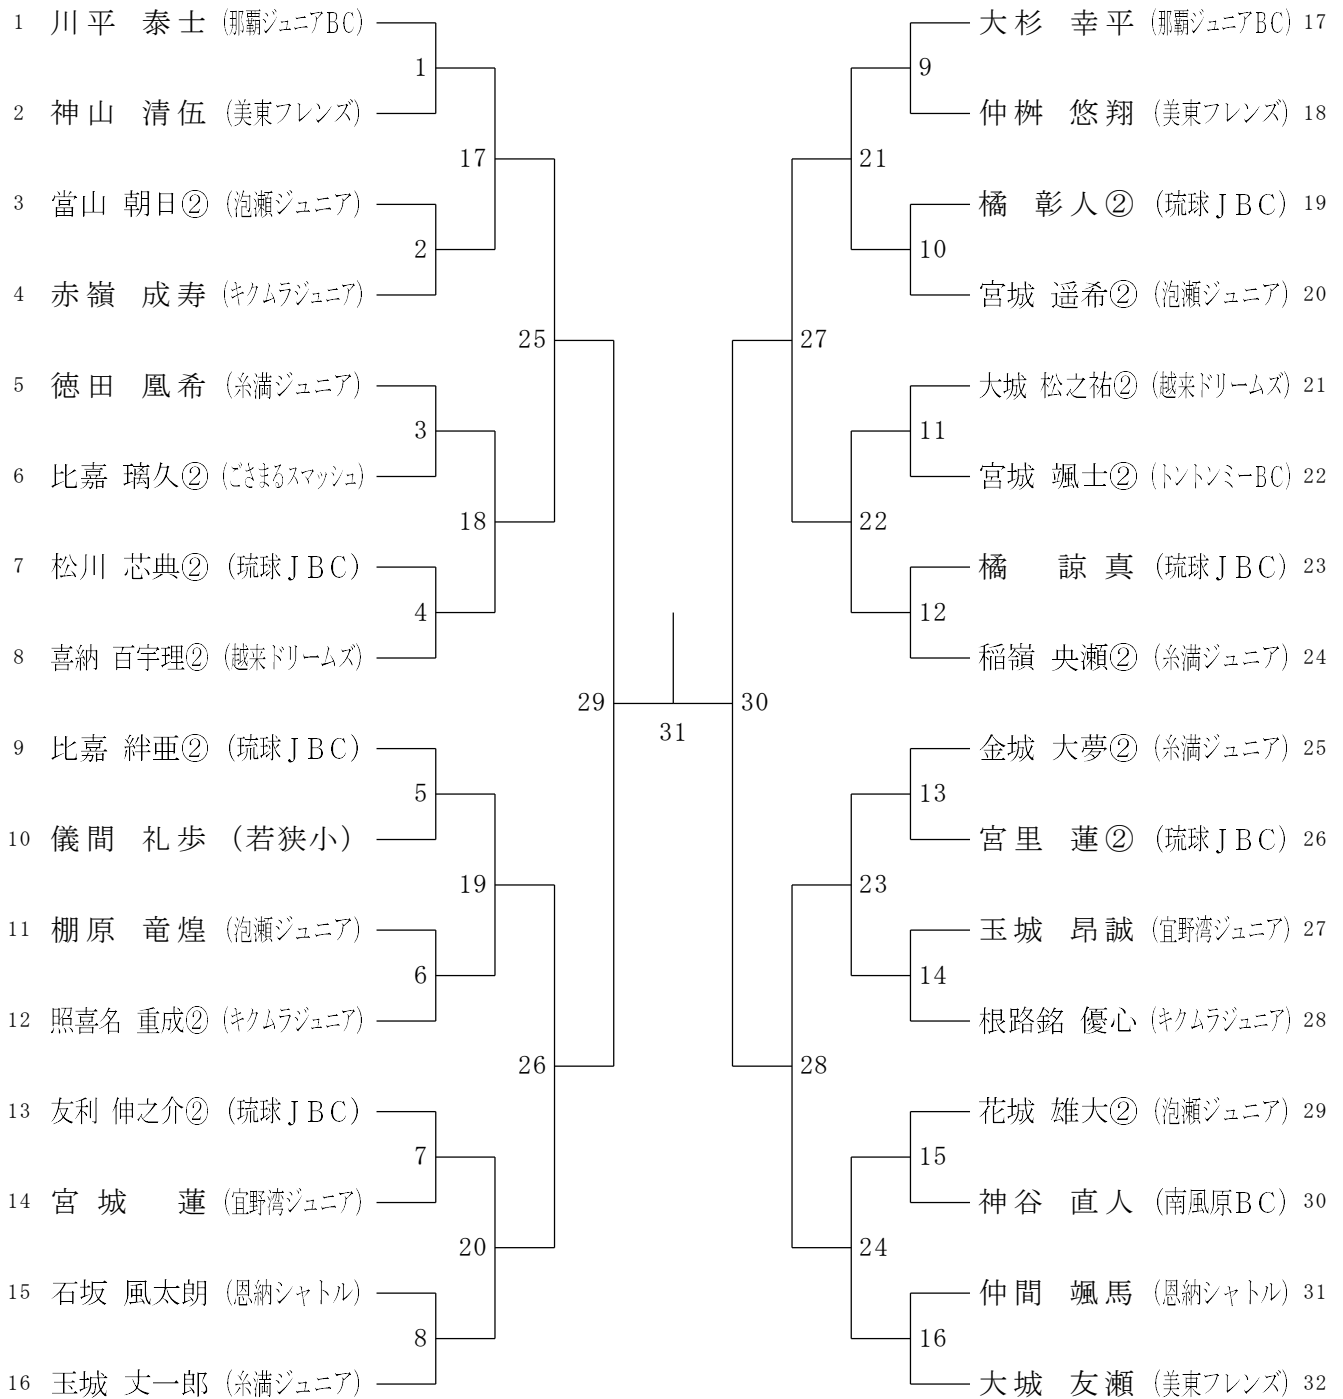 1 川平 泰士 (那覇ジュニアBC)
2 神山 清伍 (美東フレンズ)
3 當山 朝日② (泡瀬ジュニア)
4 赤嶺 成寿 (キクムラジュニア)
5 徳田 凰希 (糸満ジュニア)
6 比嘉 璃久② (ごさまるスマッシュ)
7 松川 芯典② (琉球ＪＢＣ)
8 喜納 百宇理② (越来ドリームズ)
9 比嘉 絆亜② (琉球ＪＢＣ)
10 儀間 礼歩 (若狭小)
11 棚原 竜煌 (泡瀬ジュニア)
12 照喜名 重成② (キクムラジュニア)
13 友利 伸之介② (琉球ＪＢＣ)
14 宮城 蓮 (宜野湾ジュニア)
15 石坂 風太朗 (恩納シャトル)
16 玉城 丈一郎 (糸満ジュニア)
1
2
3
4
5
6
7
8
17
18
19
20
25
26
29
31
30
27
28
21
22
23
24
9
10
11
12
13
14
15
16
大杉 幸平 (那覇ジュニアBC) 17
仲桝 悠翔 (美東フレンズ) 18
橘 彰人② (琉球ＪＢＣ) 19
宮城 遥希② (泡瀬ジュニア) 20
大城 松之祐② (越来ドリームズ) 21
宮城 颯士② (トントンミーBC) 22
橘 諒真 (琉球ＪＢＣ) 23
稲嶺 央瀬② (糸満ジュニア) 24
金城 大夢② (糸満ジュニア) 25
宮里 蓮② (琉球ＪＢＣ) 26
玉城 昂誠 (宜野湾ジュニア) 27
根路銘 優心 (キクムラジュニア) 28
花城 雄大② (泡瀬ジュニア) 29
神谷 直人 (南風原ＢＣ) 30
仲間 颯馬 (恩納シャトル) 31
大城 友瀬 (美東フレンズ) 32